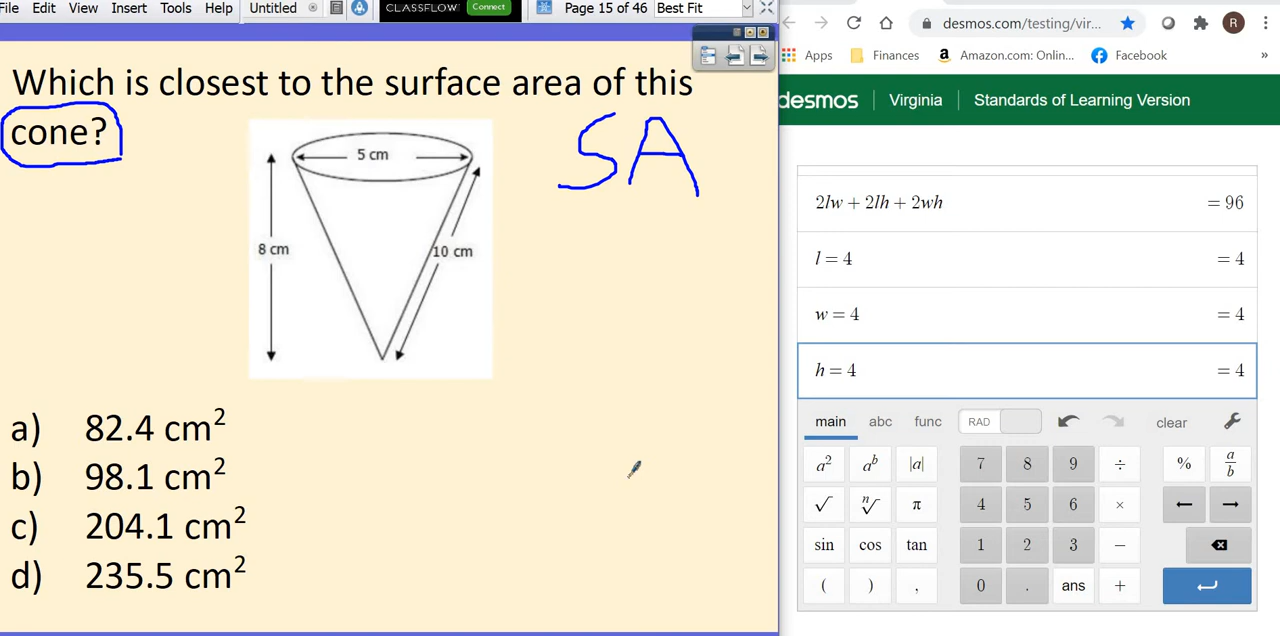 File Edit View Insert Tools Help Untitled CLASSFLOW Connect Page 15 of 46 Best Fit
desmos.com/testing/vir... R
Apps Finances a Amazon.com: Onlin... Facebook »
desmos Virginia Standards of Learning Version
Which is closest to the surface area of this
cone?
SA
5 cm
8 cm
10 cm
a) 82.4 cm²
b) 98.1 cm²
c) 204.1 cm²
d) 235.5 cm²
2lw + 2lh + 2wh = 96
l = 4 = 4
w = 4 = 4
h = 4 = 4
main abc func RAD clear
a² aᵇ |a| 7 8 9 ÷ % a/b
√ ⁿ√ π 4 5 6 × ← →
sin cos tan 1 2 3 −
( ) , 0 . ans +